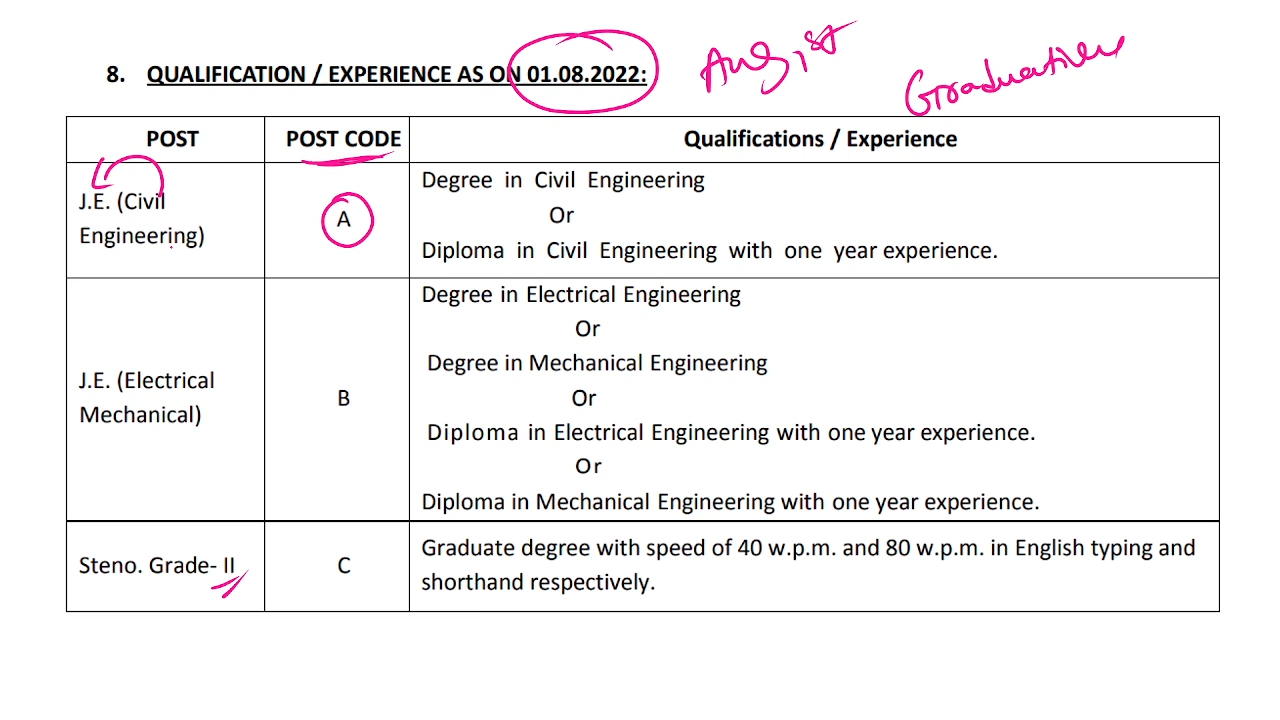 8. QUALIFICATION / EXPERIENCE AS ON 01.08.2022:
Aug 1st
Graduation
POST POST CODE Qualifications / Experience
J.E. (Civil
Engineering)
A
Degree in Civil Engineering
Or
Diploma in Civil Engineering with one year experience.
J.E. (Electrical
Mechanical)
B
Degree in Electrical Engineering
Or
Degree in Mechanical Engineering
Or
Diploma in Electrical Engineering with one year experience.
Or
Diploma in Mechanical Engineering with one year experience.
Steno. Grade- II
C
Graduate degree with speed of 40 w.p.m. and 80 w.p.m. in English typing and
shorthand respectively.